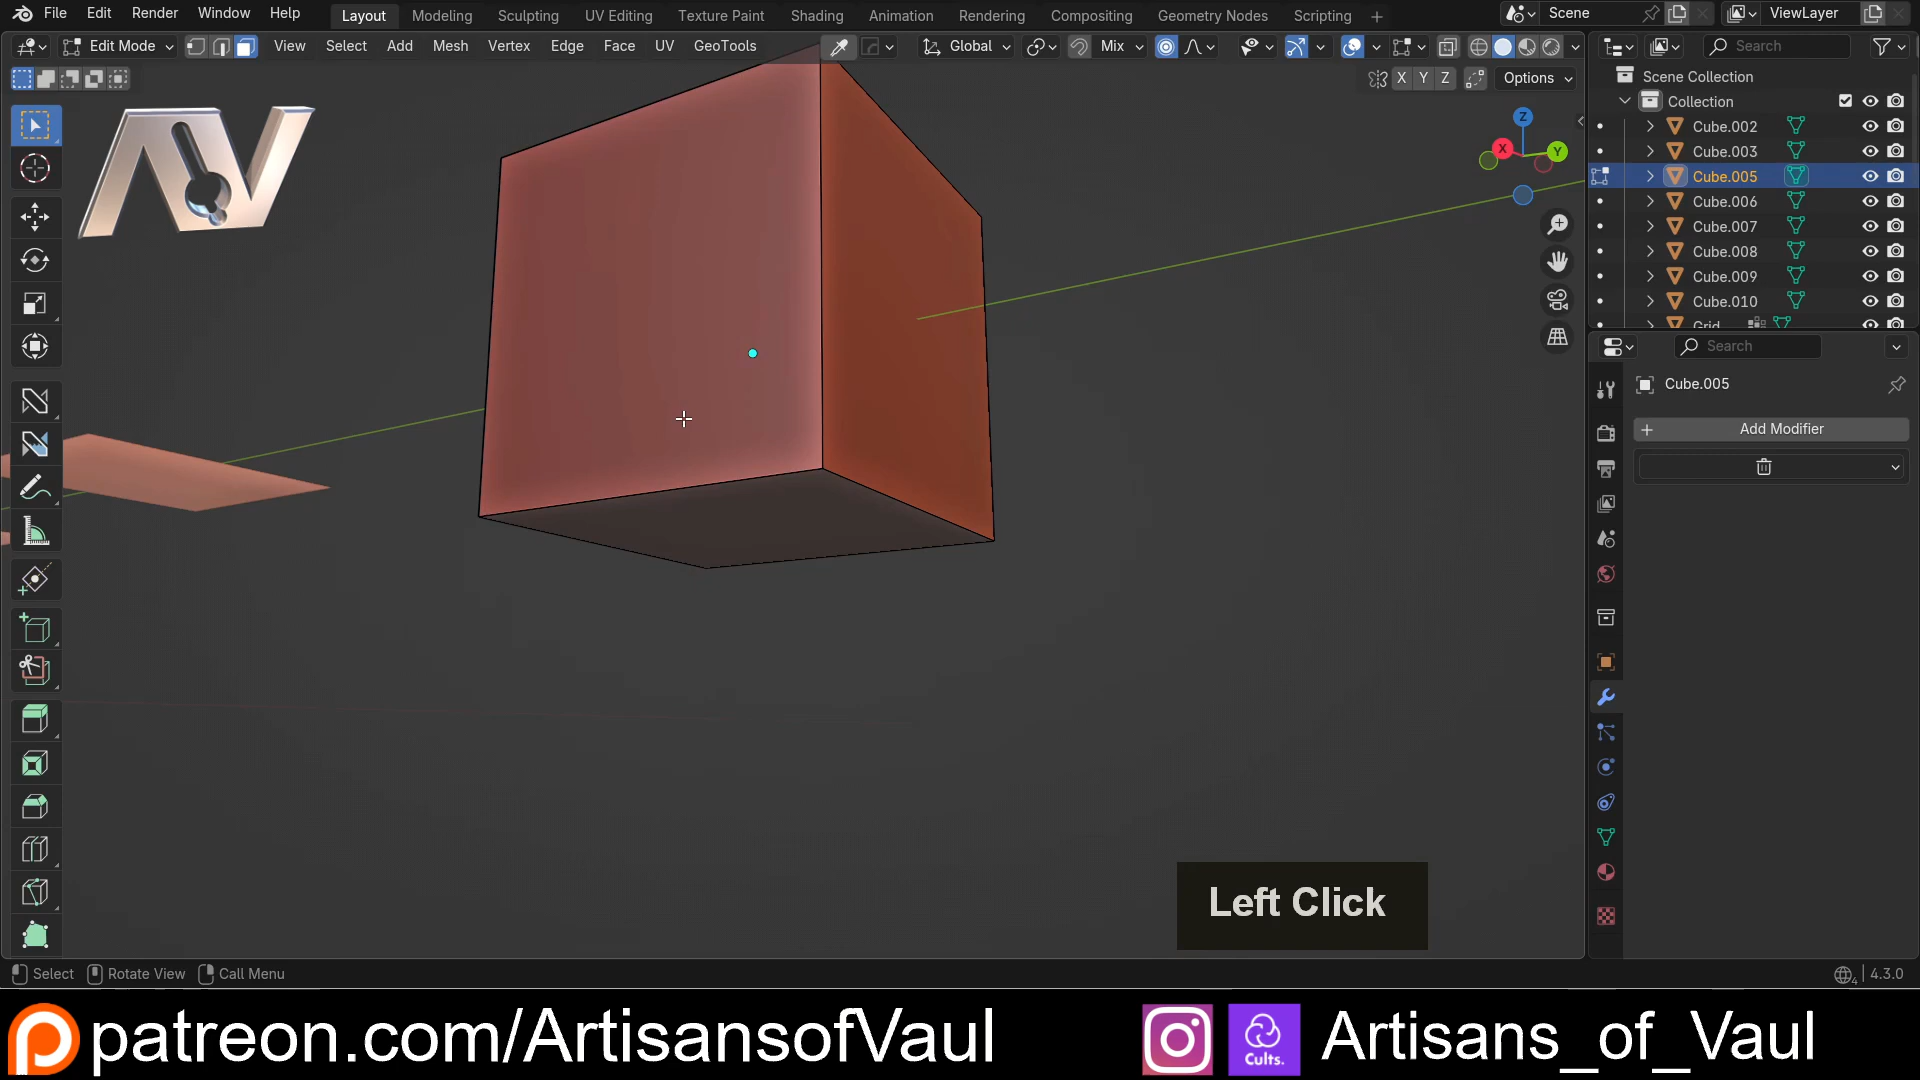 File Edit Render Window Help Layout Modeling Sculpting UV Editing Texture Paint Shading Animation Rendering Compositing Geometry Nodes Scripting + Scene ViewLayer
Edit Mode View Select Add Mesh Vertex Edge Face UV GeoTools Global Mix Search
X Y Z Options
Scene Collection
Collection
Cube.002
Cube.003
Cube.005
Cube.006
Cube.007
Cube.008
Cube.009
Cube.010
Grid
Z
X Y
AV
Search
Cube.005
+ Add Modifier
Left Click
Select Rotate View Call Menu 4.3.0
patreon.com/ArtisansofVaul Cults. Artisans_of_Vaul